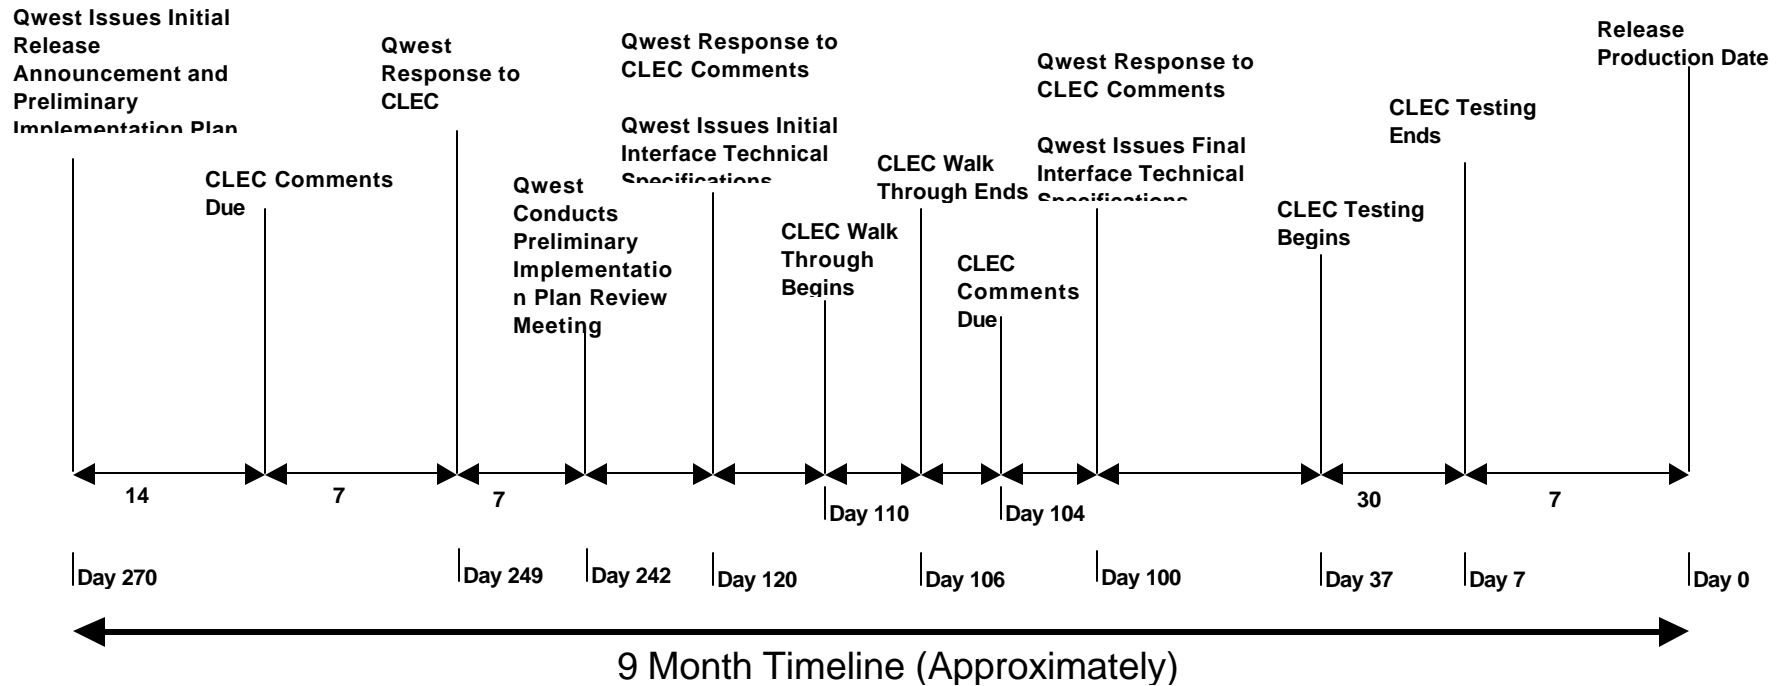 Qwest Issues Initial
Release
Announcement and
Preliminary
Implementation Plan
CLEC Comments
Due
Qwest
Response to
CLEC
Qwest
Conducts
Preliminary
Implementatio
n Plan Review
Meeting
Qwest Response to
CLEC Comments
Qwest Issues Initial
Interface Technical
Specifications
CLEC Walk
Through
Begins
CLEC Walk
Through Ends
CLEC
Comments
Due
Qwest Response to
CLEC Comments
Qwest Issues Final
Interface Technical
Specifications
CLEC Testing
Begins
CLEC Testing
Ends
Release
Production Date
14
7
7
30
7
Day 110
Day 104
Day 270
Day 249
Day 242
Day 120
Day 106
Day 100
Day 37
Day 7
Day 0
9 Month Timeline (Approximately)